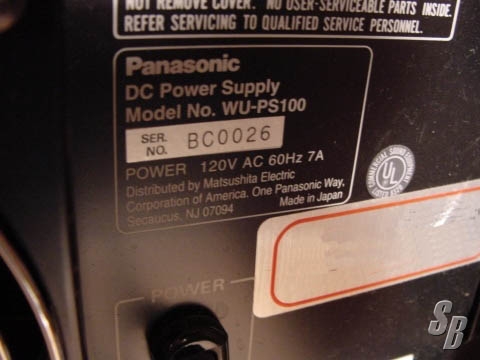 NOT REMOVE COVER. NO USER-SERVICEABLE PARTS INSIDE.
REFER SERVICING TO QUALIFIED SERVICE PERSONNEL.
Panasonic
DC Power Supply
Model No. WU-PS100
SER.
NO.
BC0026
POWER 120V AC 60Hz 7A
Distributed by Matsushita Electric
Corporation of America. One Panasonic Way,
Secaucus, NJ 07094
Made in Japan
UL
POWER
SB